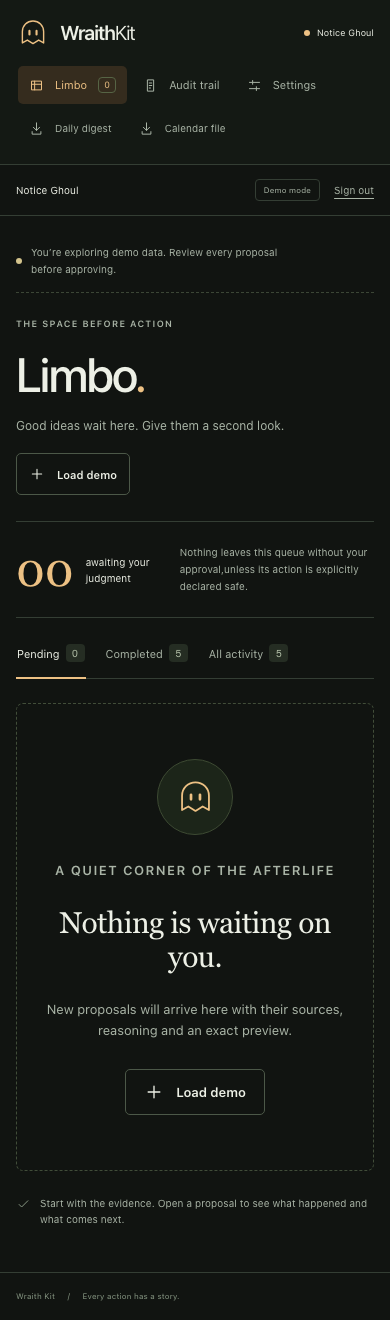 WraithKit
Notice Ghoul
Limbo 0
Audit trail
Settings
Daily digest
Calendar file
Notice Ghoul
Demo mode
Sign out
You're exploring demo data. Review every proposal
before approving.
THE SPACE BEFORE ACTION
Limbo.
Good ideas wait here. Give them a second look.
Load demo
00
awaiting your
judgment
Nothing leaves this queue without your
approval,unless its action is explicitly
declared safe.
Pending 0
Completed 5
All activity 5
A QUIET CORNER OF THE AFTERLIFE
Nothing is waiting on
you.
New proposals will arrive here with their sources,
reasoning and an exact preview.
Load demo
Start with the evidence. Open a proposal to see what happened and
what comes next.
Wraith Kit / Every action has a story.